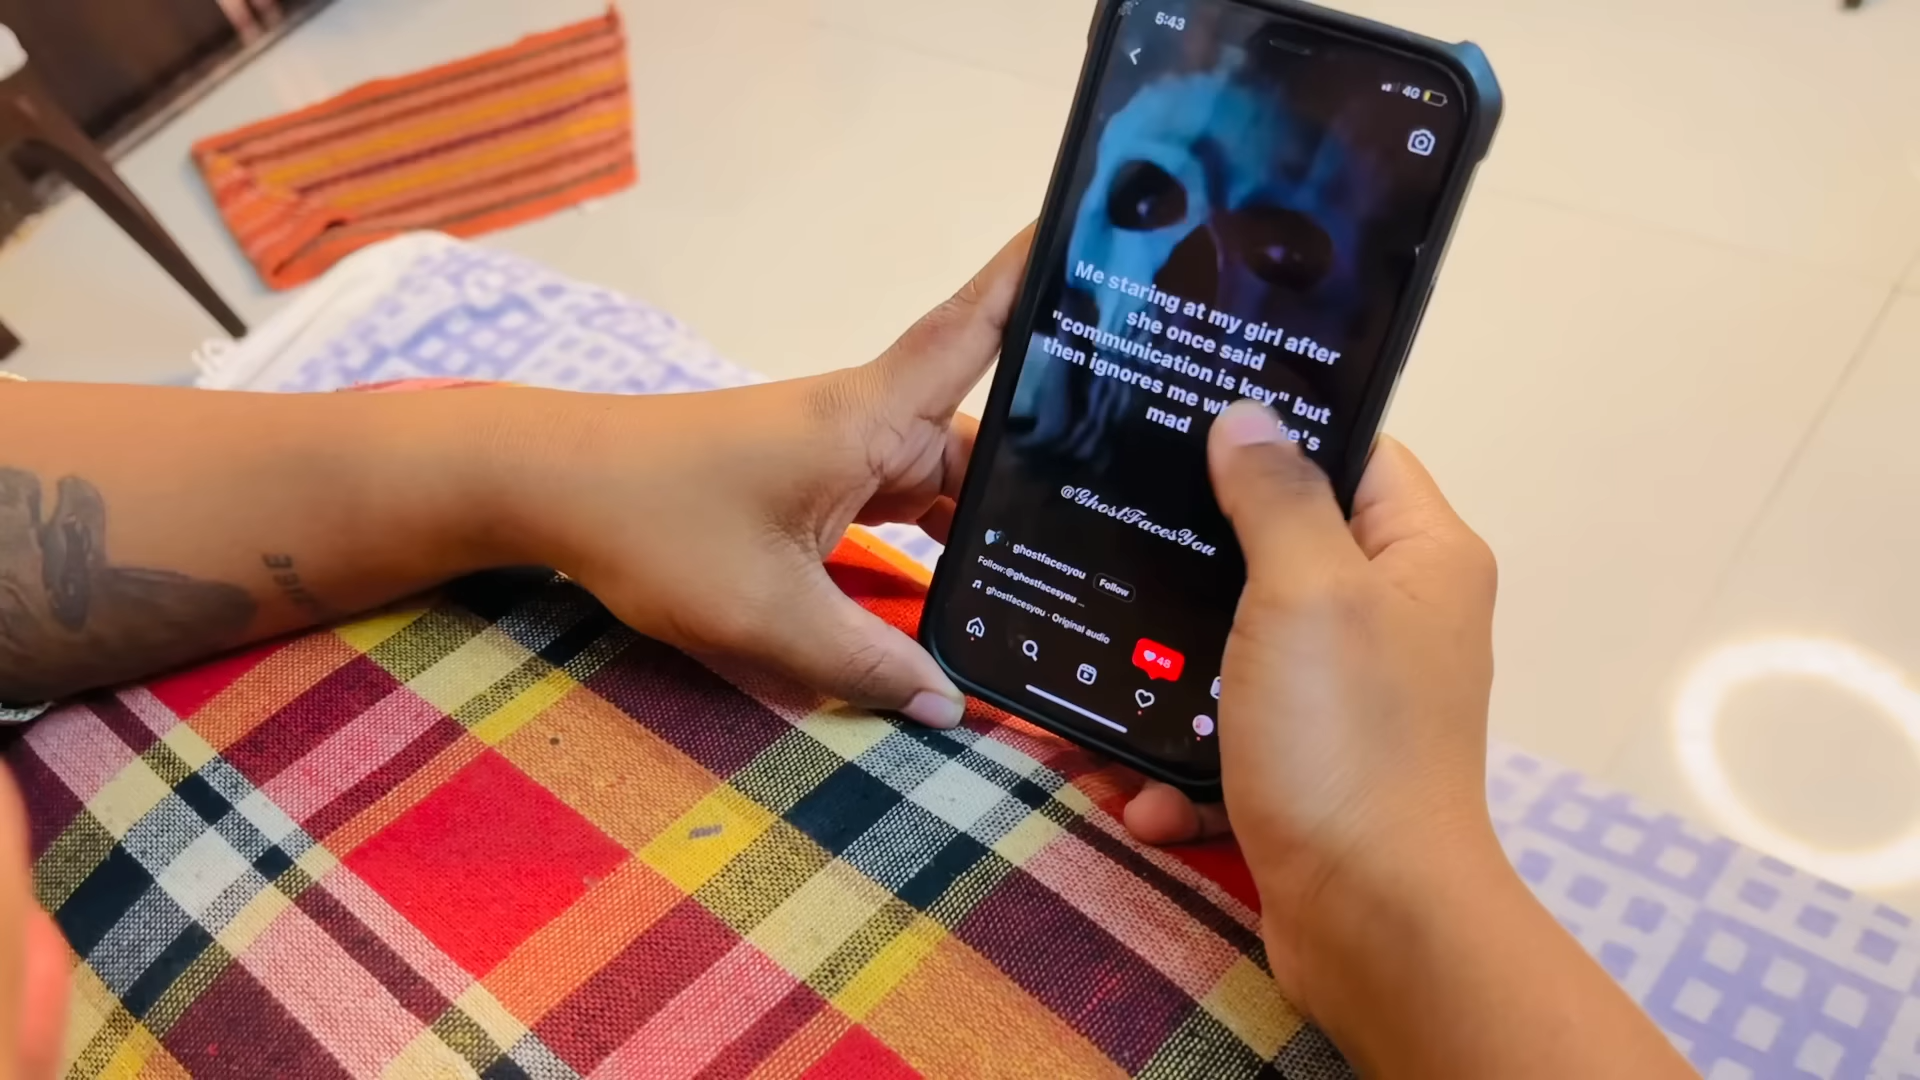 5:43
4G
Me staring at my girl after
she once said
"communication is key" but
then ignores me he's
mad
@GhostFacesYou
ghostfacesyou Follow
Follow:@ghostfacesyou ...
ghostfacesyou • Original audio
48